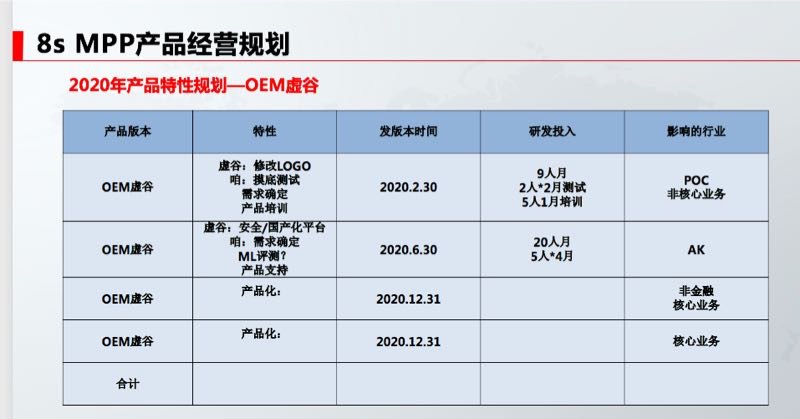 8s MPP产品经营规划
2020年产品特性规划—OEM虚谷
产品版本 特性 发版本时间 研发投入 影响的行业
OEM虚谷
虚谷：修改LOGO
咱：摸底测试
需求确定
产品培训
2020.2.30
9人月
2人*2月测试
5人1月培训
POC
非核心业务
OEM虚谷
虚谷：安全/国产化平台
咱：需求确定
ML评测？
产品支持
2020.6.30
20人月
5人*4月
AK
OEM虚谷
产品化：
2020.12.31
非金融
核心业务
OEM虚谷
产品化：
2020.12.31
核心业务
合计